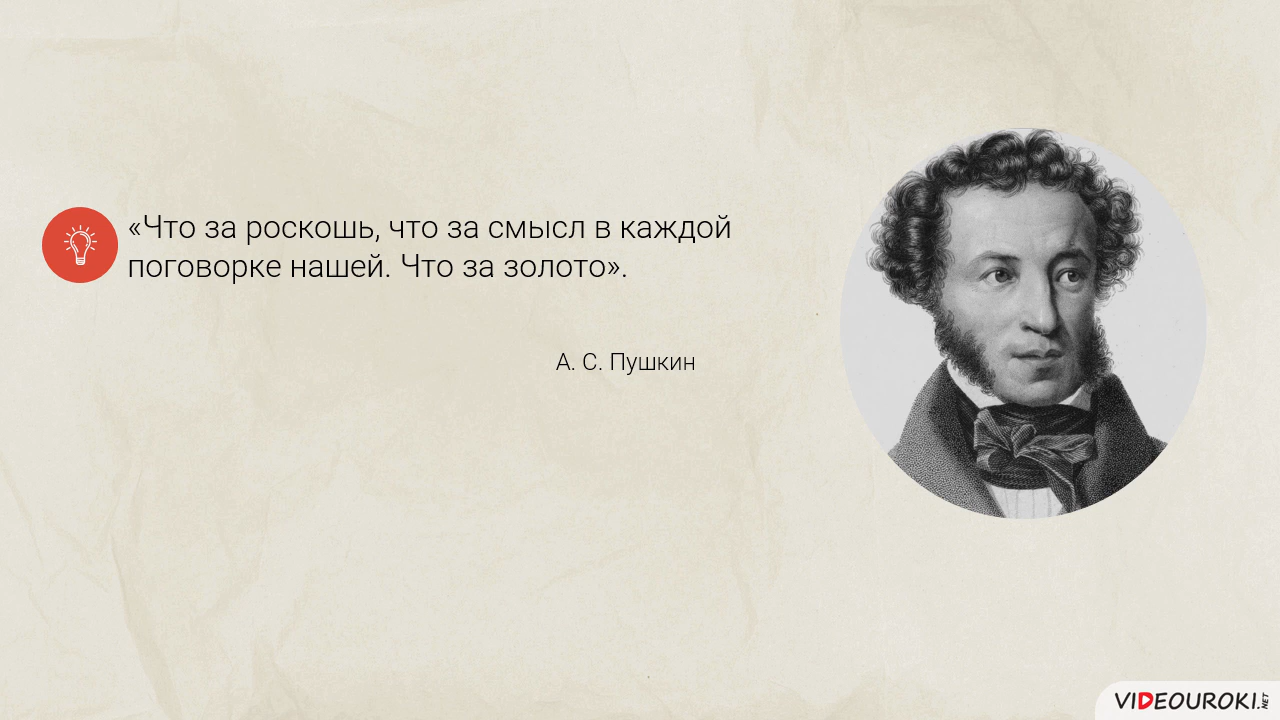 «Что за роскошь, что за смысл в каждой
поговорке нашей. Что за золото».
А. С. Пушкин
VIDEOUROKI.NET